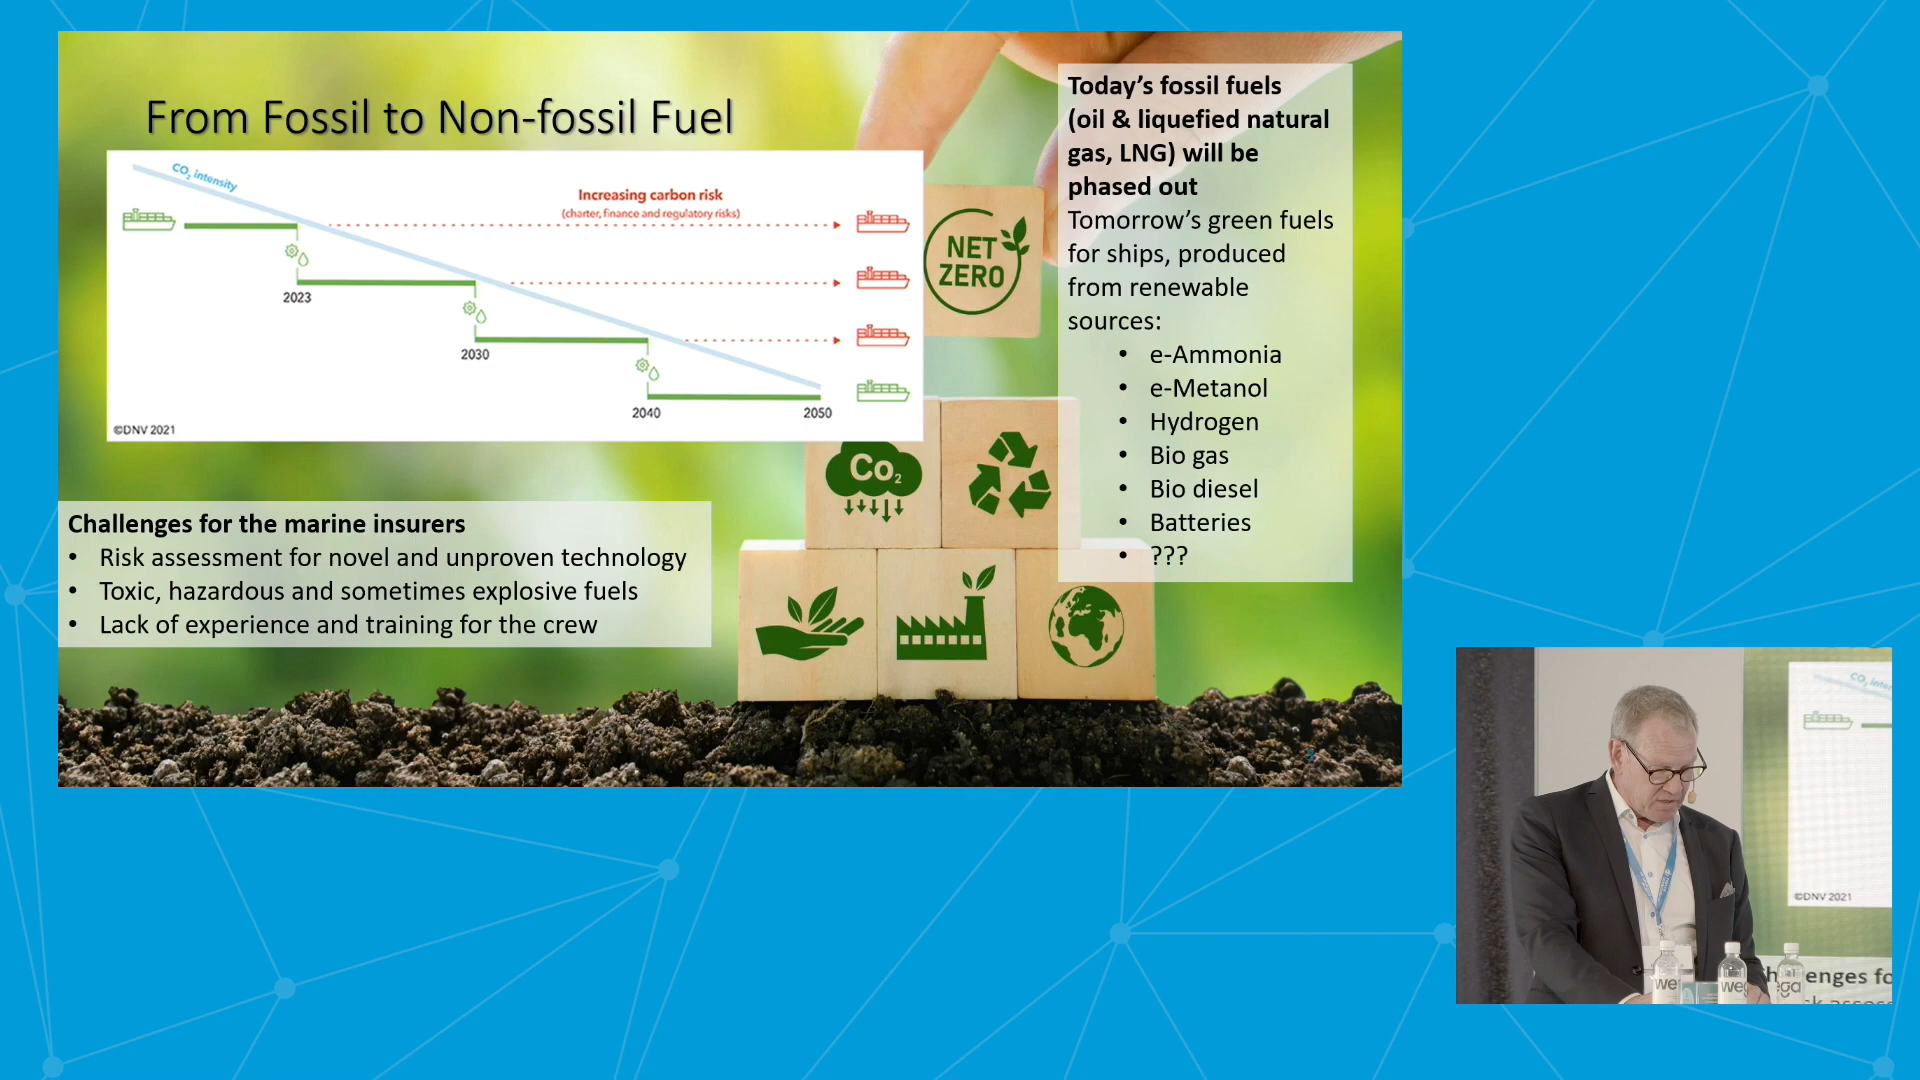 From Fossil to Non-fossil Fuel
CO2 intensity
Increasing carbon risk
(charter, finance and regulatory risks)
2023
2030
2040
2050
©DNV 2021
NET
ZERO
Co2
Today’s fossil fuels
(oil & liquefied natural
gas, LNG) will be
phased out
Tomorrow’s green fuels
for ships, produced
from renewable
sources:
• e-Ammonia
• e-Metanol
• Hydrogen
• Bio gas
• Bio diesel
• Batteries
• ???
Challenges for the marine insurers
• Risk assessment for novel and unproven technology
• Toxic, hazardous and sometimes explosive fuels
• Lack of experience and training for the crew
©DNV 2021